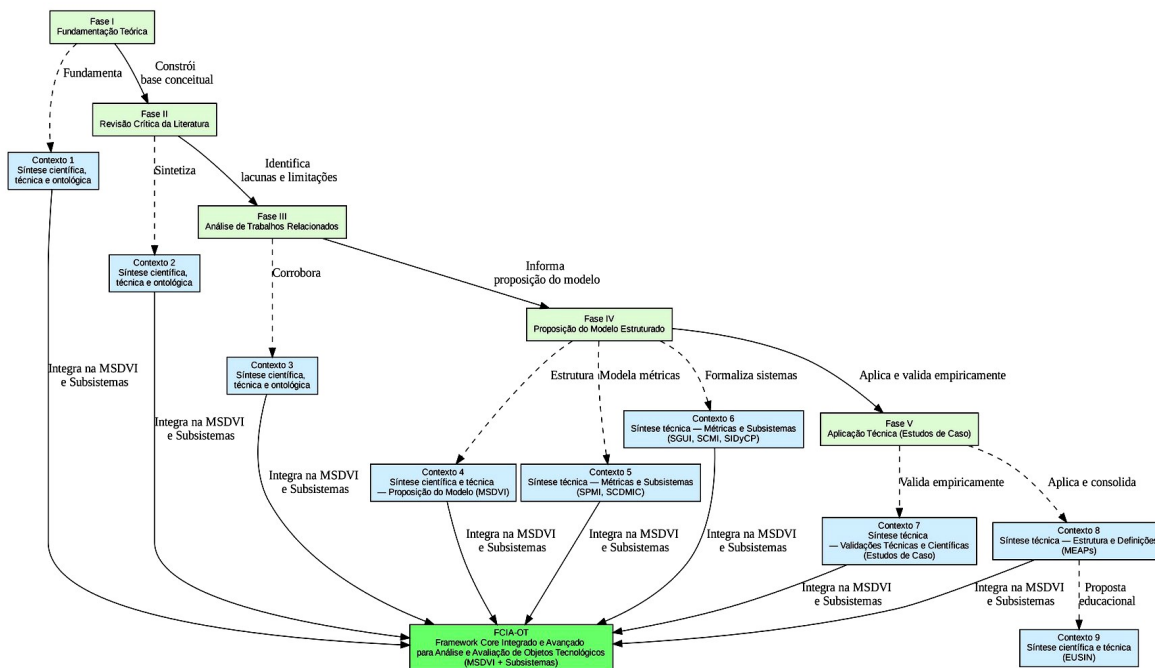 Fase I
Fundamentação Teórica
Fundamenta
Constrói
base conceitual
Fase II
Revisão Crítica da Literatura
Contexto 1
Síntese científica,
técnica e ontológica
Sintetiza
Identifica
lacunas e limitações
Fase III
Análise de Trabalhos Relacionados
Contexto 2
Síntese científica,
técnica e ontológica
Corrobora
Informa
proposição do modelo
Fase IV
Proposição do Modelo Estruturado
Integra na MSDVI
e Subsistemas
Contexto 3
Síntese científica,
técnica e ontológica
Estrutura
Modela métricas
Formaliza sistemas
Aplica e valida empiricamente
Integra na MSDVI
e Subsistemas
Contexto 6
Síntese técnica — Métricas e Subsistemas
(SGUI, SCMI, SIDyCP)
Fase V
Aplicação Técnica (Estudos de Caso)
Integra na MSDVI
e Subsistemas
Contexto 4
Síntese científica e técnica
— Proposição do Modelo (MSDVI)
Contexto 5
Síntese técnica — Métricas e Subsistemas
(SPMI, SCDMIC)
Valida empiricamente
Aplica e consolida
Integra na MSDVI
e Subsistemas
Integra na MSDVI
e Subsistemas
Integra na MSDVI
e Subsistemas
Contexto 7
Síntese técnica
— Validações Técnicas e Científicas
(Estudos de Caso)
Contexto 8
Síntese técnica — Estrutura e Definições
(MEAPs)
Integra na MSDVI
e Subsistemas
Integra na MSDVI
e Subsistemas
Proposta
educacional
FCIA-OT
Framework Core Integrado e Avançado
para Análise e Avaliação de Objetos Tecnológicos
(MSDVI + Subsistemas)
Contexto 9
Síntese científica e técnica
(EUSIN)